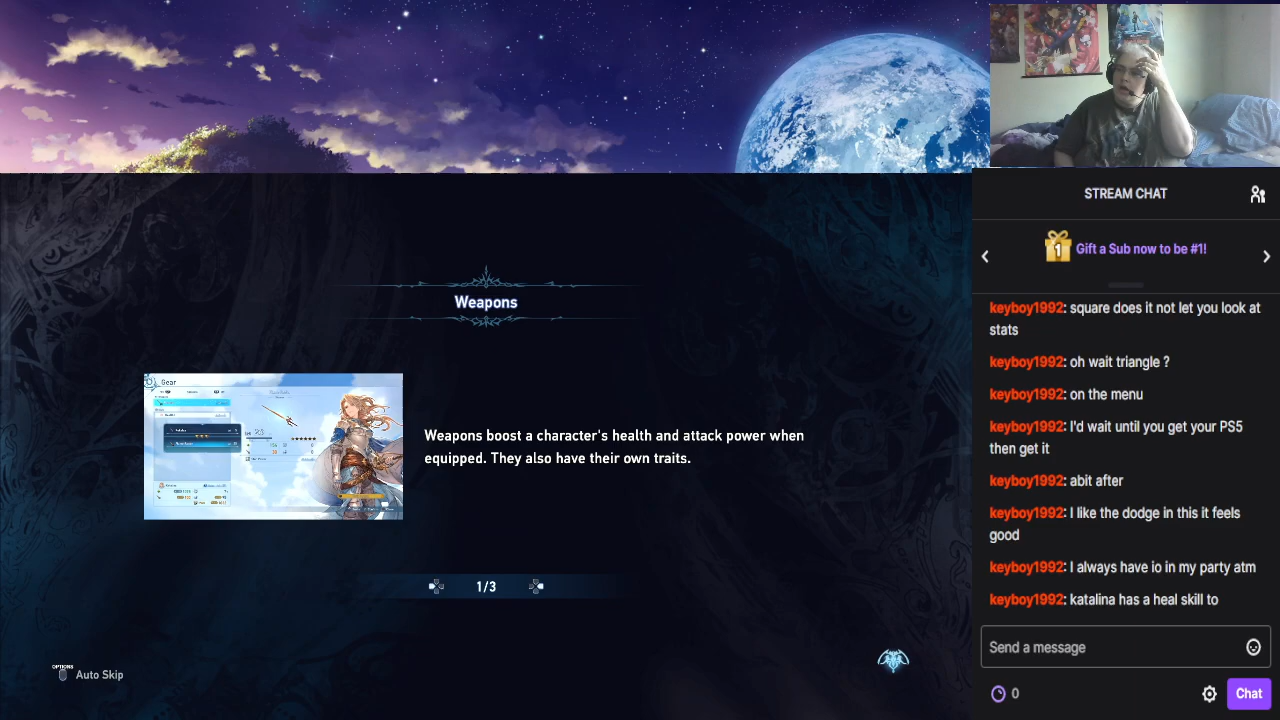 STREAM CHAT
1 Gift a Sub now to be #1!
keyboy1992: square does it not let you look at
stats
keyboy1992: oh wait triangle ?
keyboy1992: on the menu
keyboy1992: I'd wait until you get your PS5
then get it
keyboy1992: abit after
keyboy1992: I like the dodge in this it feels
good
keyboy1992: I always have io in my party atm
keyboy1992: katalina has a heal skill to
Send a message
0
Chat
Weapons
Gear
Weapons boost a character's health and attack power when
equipped. They also have their own traits.
1/3
OPTIONS
Auto Skip